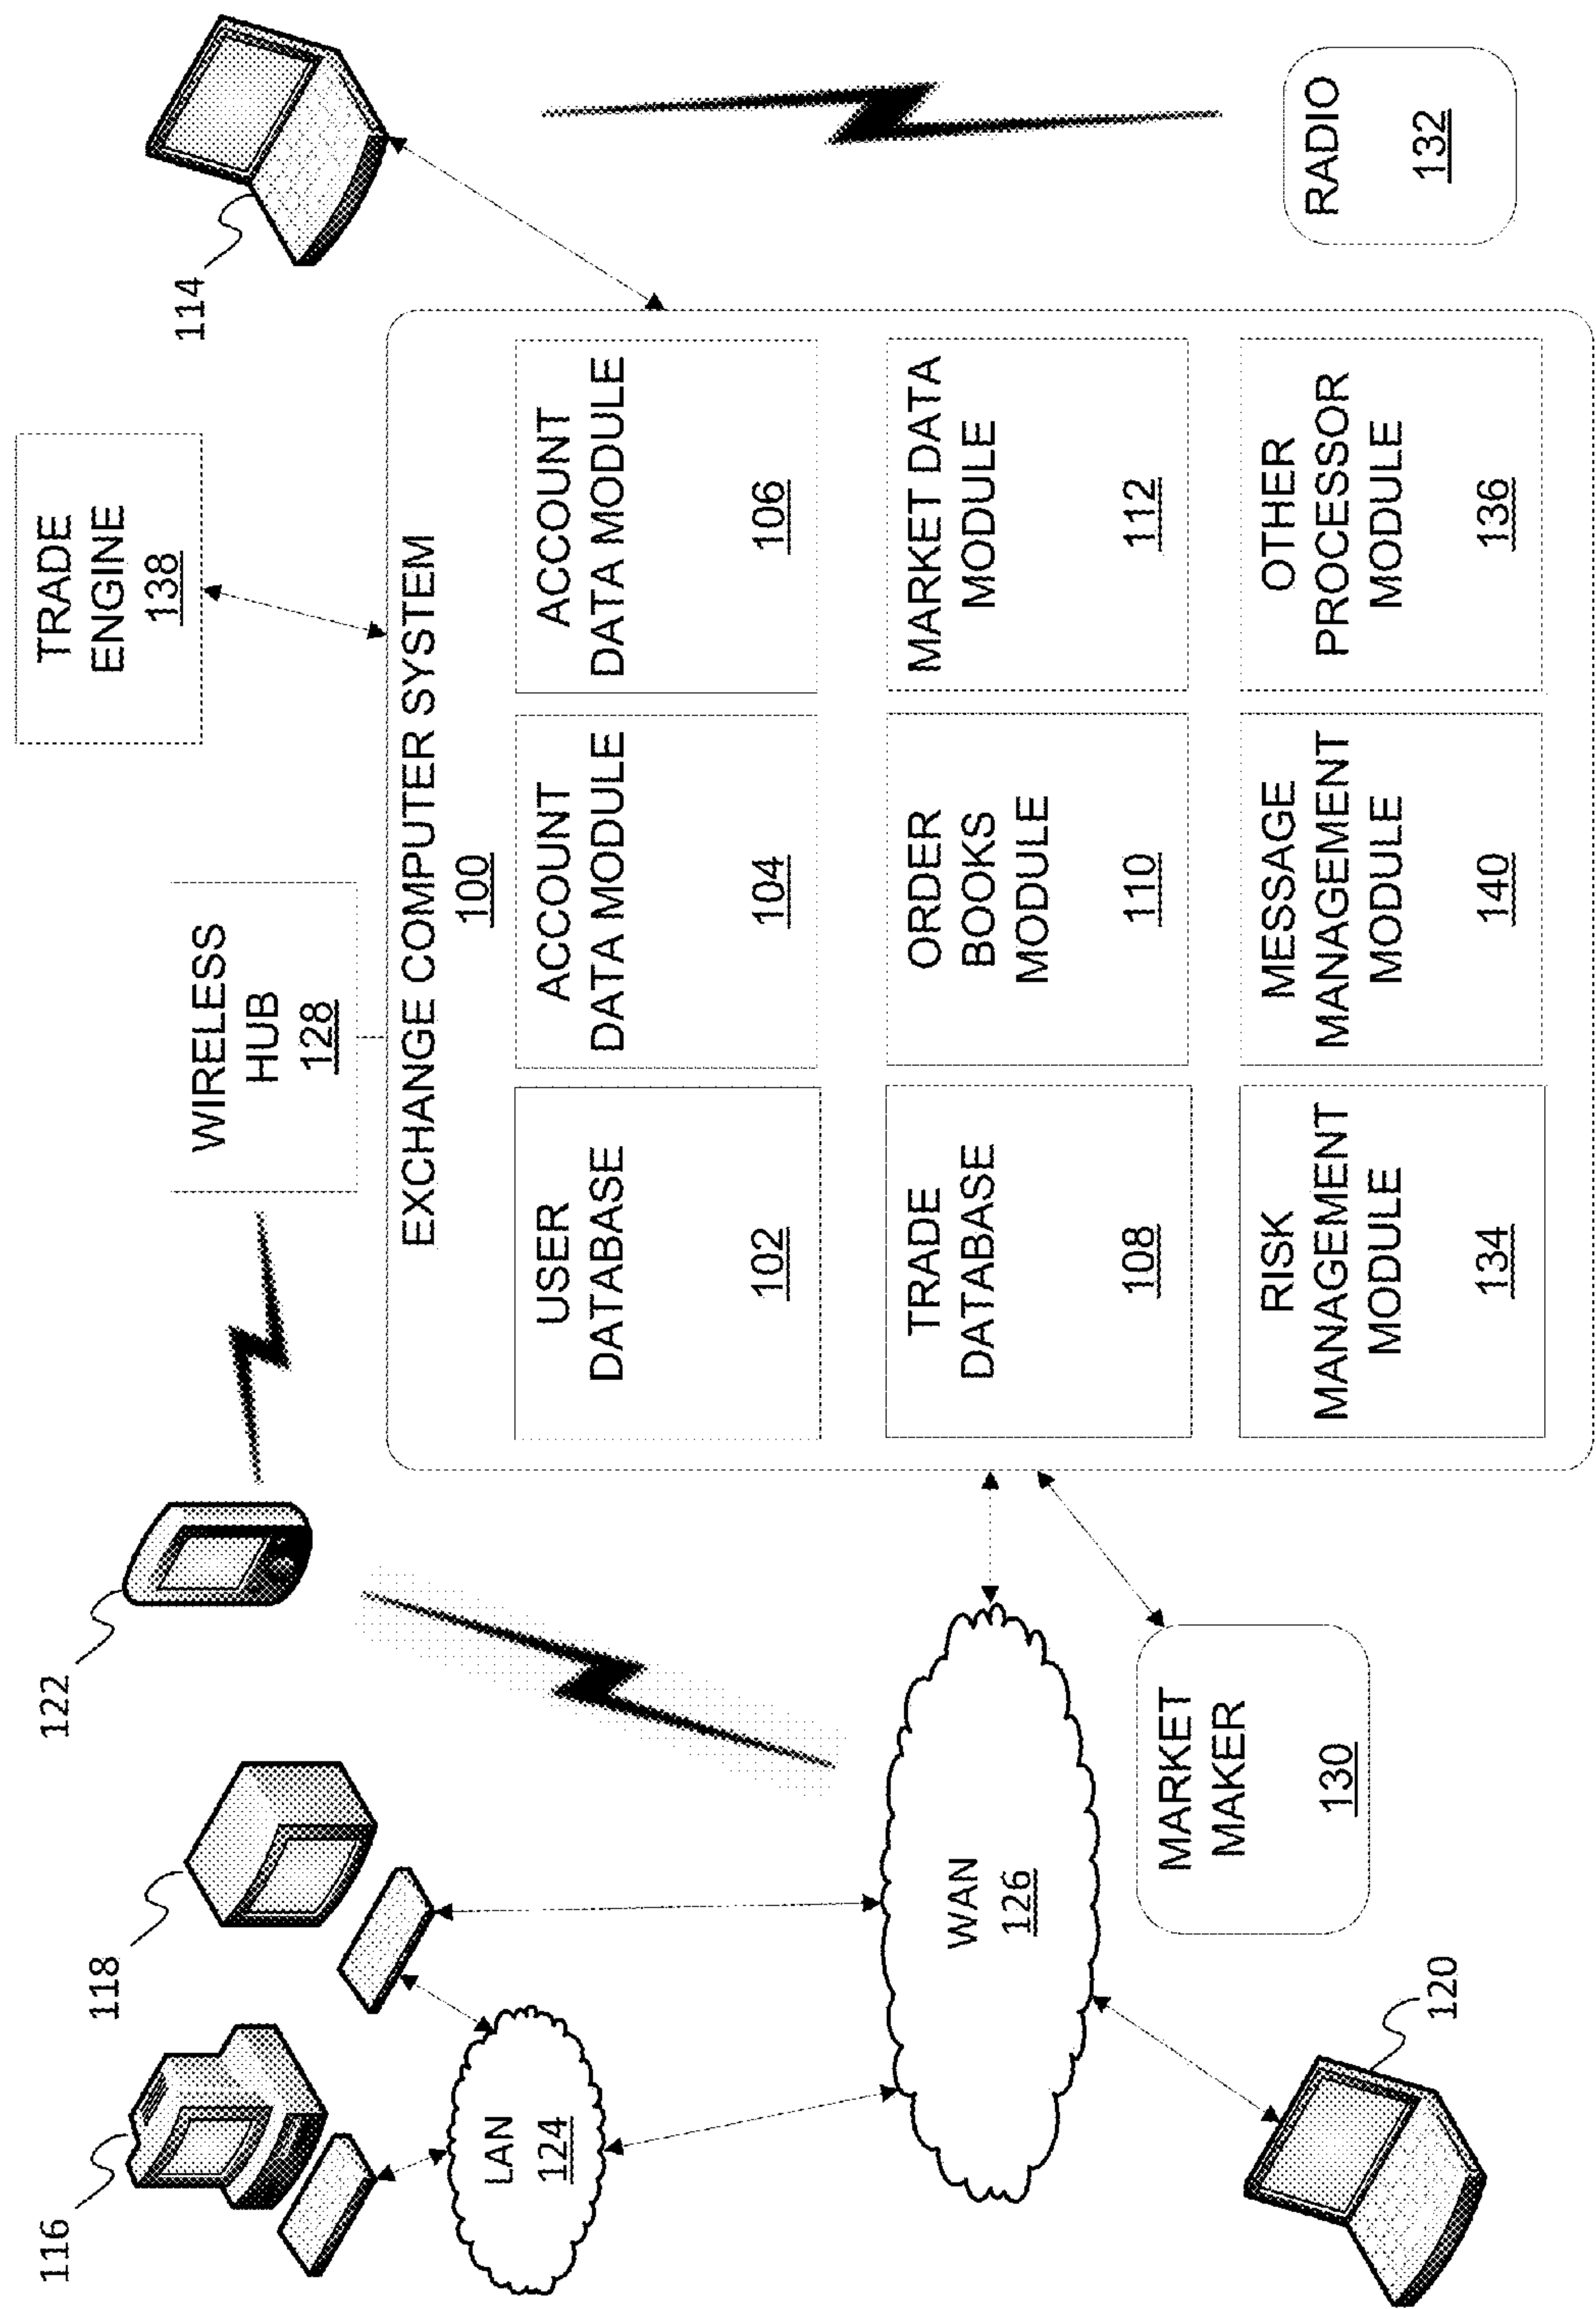 116
118
122
WIRELESS
HUB
128
TRADE
ENGINE
138
114
LAN
124
WAN
126
EXCHANGE COMPUTER SYSTEM
100
USER
DATABASE
102
ACCOUNT
DATA MODULE
104
ACCOUNT
DATA MODULE
106
TRADE
DATABASE
108
ORDER
BOOKS
MODULE
110
MARKET DATA
MODULE
112
RISK
MANAGEMENT
MODULE
134
MESSAGE
MANAGEMENT
MODULE
140
OTHER
PROCESSOR
MODULE
136
MARKET
MAKER
130
120
RADIO
132